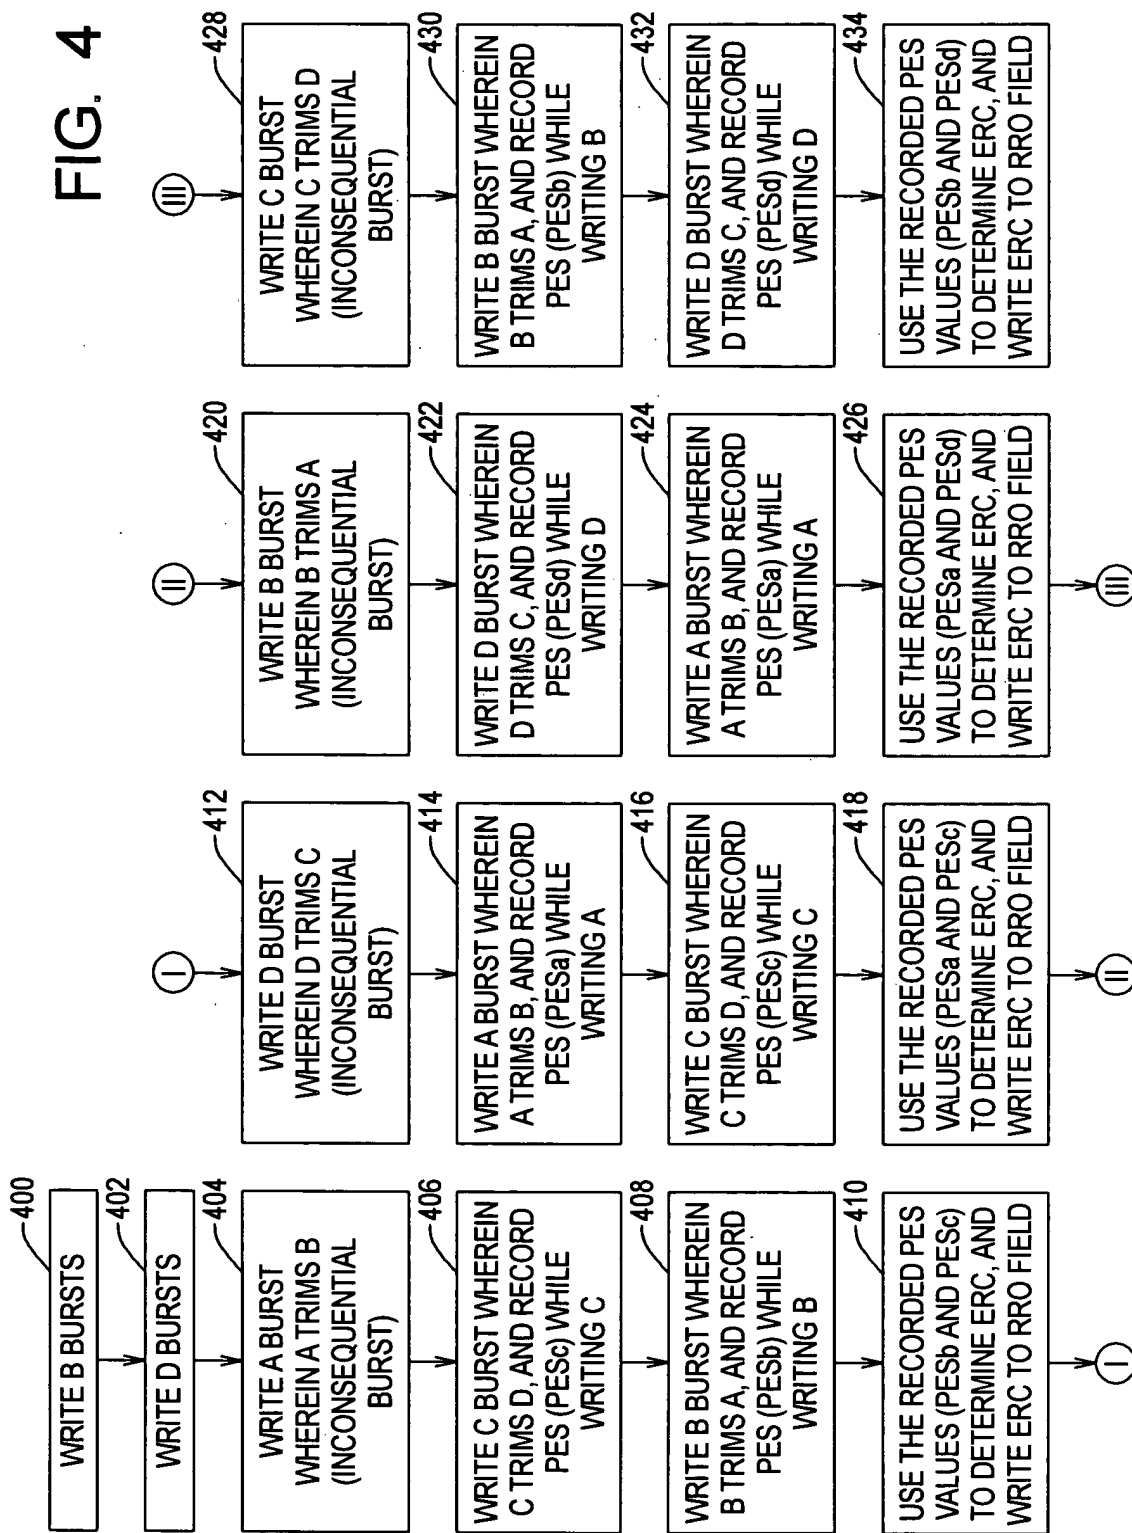 FIG. 4
400
WRITE B BURSTS
402
WRITE D BURSTS
404
WRITE A BURST
WHEREIN A TRIMS B
(INCONSEQUENTIAL
BURST)
406
WRITE C BURST WHEREIN
C TRIMS D, AND RECORD
PES (PESc) WHILE
WRITING C
408
WRITE B BURST WHEREIN
B TRIMS A, AND RECORD
PES (PESb) WHILE
WRITING B
410
USE THE RECORDED PES
VALUES (PESb AND PESc)
TO DETERMINE ERC, AND
WRITE ERC TO RRO FIELD
I
I
412
WRITE D BURST
WHEREIN D TRIMS C
(INCONSEQUENTIAL
BURST)
414
WRITE A BURST WHEREIN
A TRIMS B, AND RECORD
PES (PESa) WHILE
WRITING A
416
WRITE C BURST WHEREIN
C TRIMS D, AND RECORD
PES (PESc) WHILE
WRITING C
418
USE THE RECORDED PES
VALUES (PESa AND PESc)
TO DETERMINE ERC, AND
WRITE ERC TO RRO FIELD
II
II
420
WRITE B BURST
WHEREIN B TRIMS A
(INCONSEQUENTIAL
BURST)
422
WRITE D BURST WHEREIN
D TRIMS C, AND RECORD
PES (PESd) WHILE
WRITING D
424
WRITE A BURST WHEREIN
A TRIMS B, AND RECORD
PES (PESa) WHILE
WRITING A
426
USE THE RECORDED PES
VALUES (PESa AND PESd)
TO DETERMINE ERC, AND
WRITE ERC TO RRO FIELD
III
III
428
WRITE C BURST
WHEREIN C TRIMS D
(INCONSEQUENTIAL
BURST)
430
WRITE B BURST WHEREIN
B TRIMS A, AND RECORD
PES (PESb) WHILE
WRITING B
432
WRITE D BURST WHEREIN
D TRIMS C, AND RECORD
PES (PESd) WHILE
WRITING D
434
USE THE RECORDED PES
VALUES (PESb AND PESd)
TO DETERMINE ERC, AND
WRITE ERC TO RRO FIELD